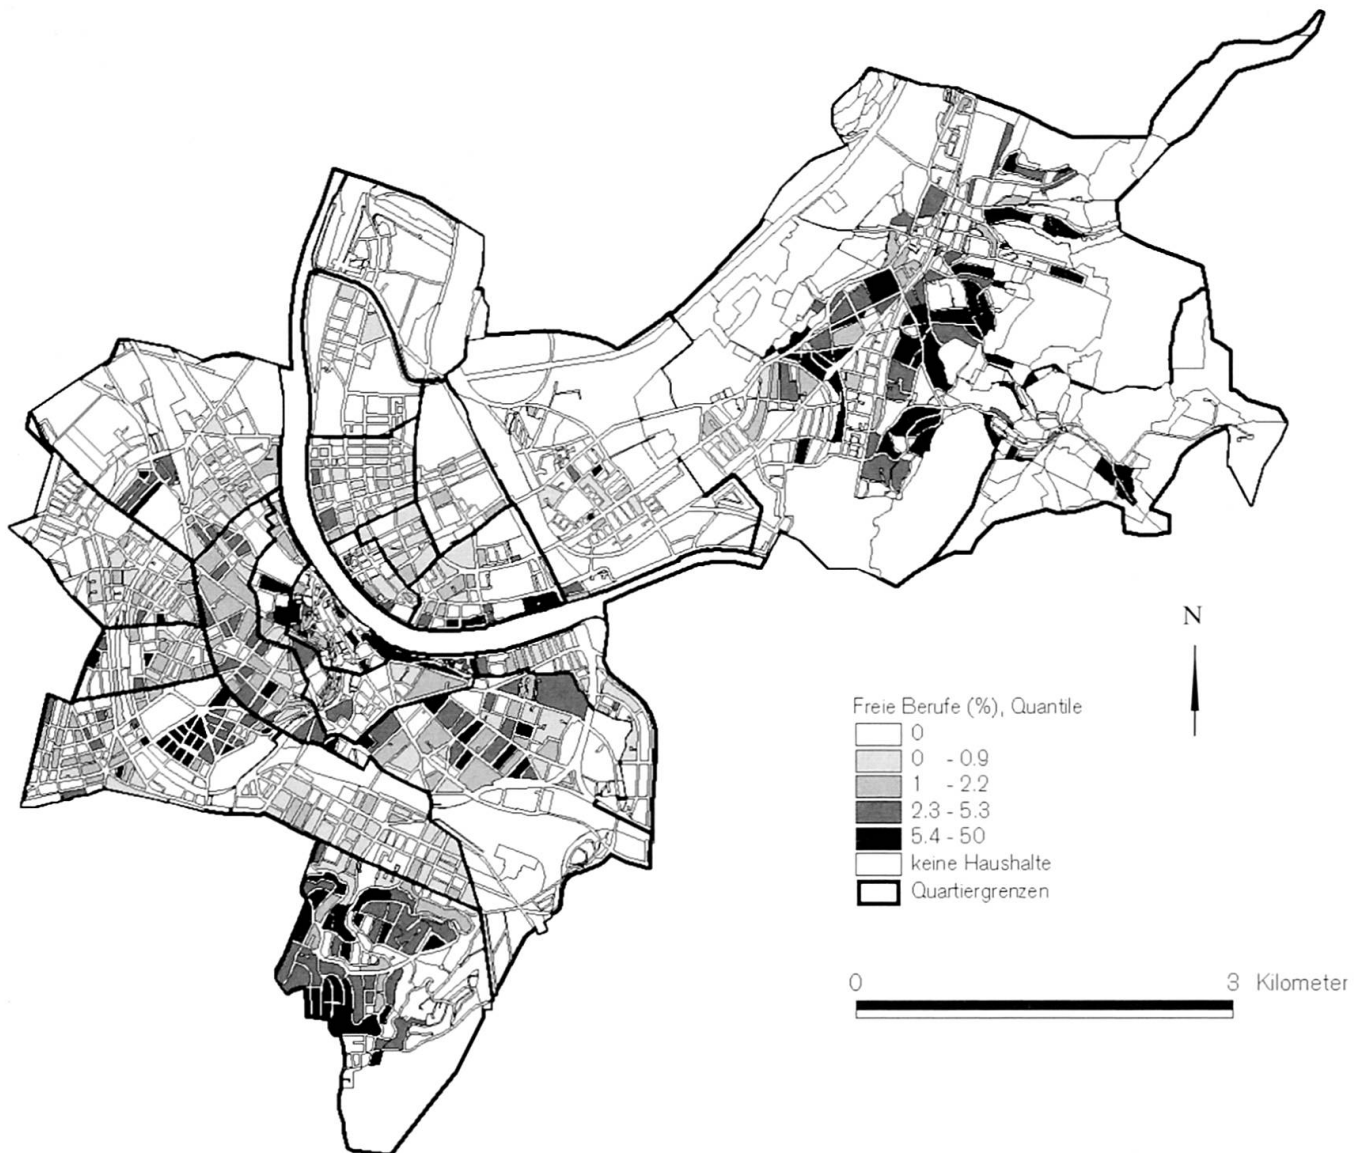 N
Freie Berufe (%), Quantile
0
0 - 0.9
1 - 2.2
2.3 - 5.3
5.4 - 50
keine Haushalte
Quartiergrenzen
0 3 Kilometer